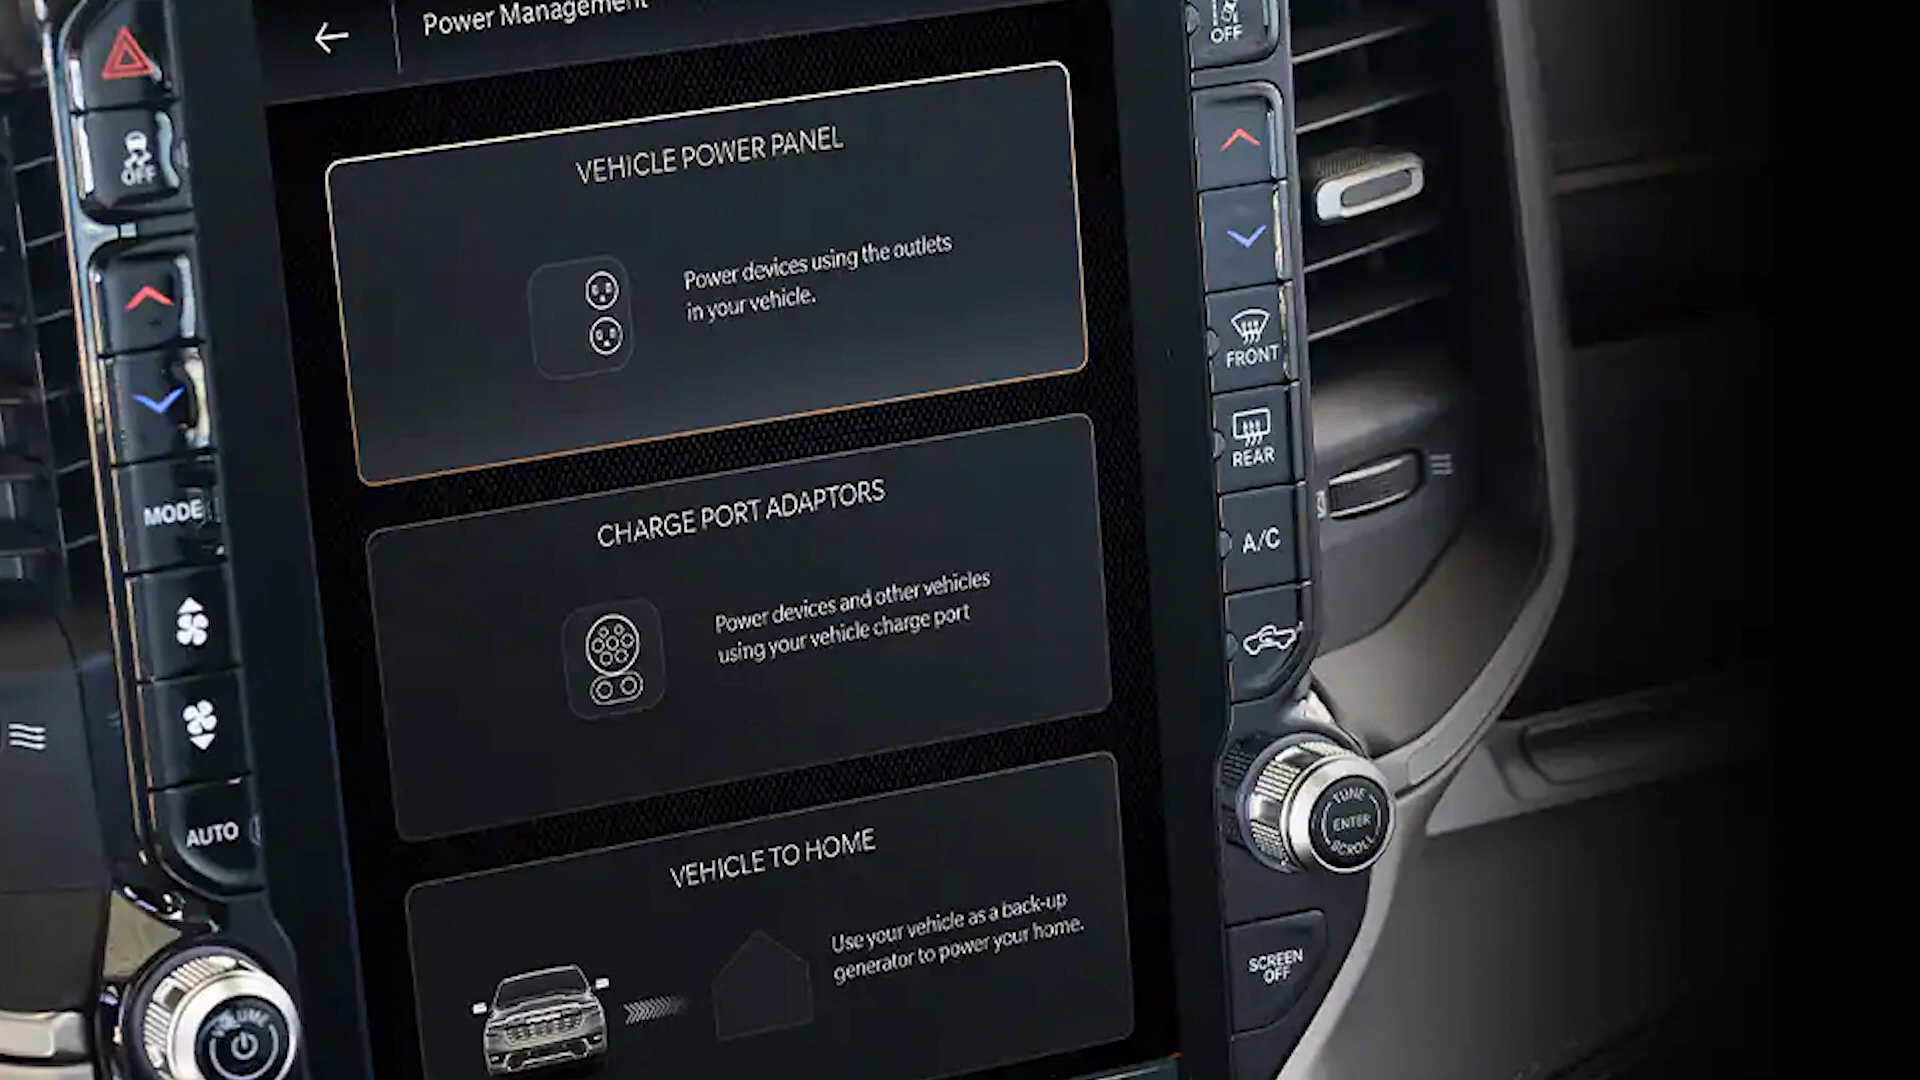 Power Management
OFF
OFF
VEHICLE POWER PANEL
Power devices using the outlets
in your vehicle.
FRONT
REAR
MODE
CHARGE PORT ADAPTORS
A/C
Power devices and other vehicles
using your vehicle charge port
AUTO
TUNE
ENTER
SCROLL
VEHICLE TO HOME
Use your vehicle as a back-up
generator to power your home.
SCREEN
OFF
VOLUME